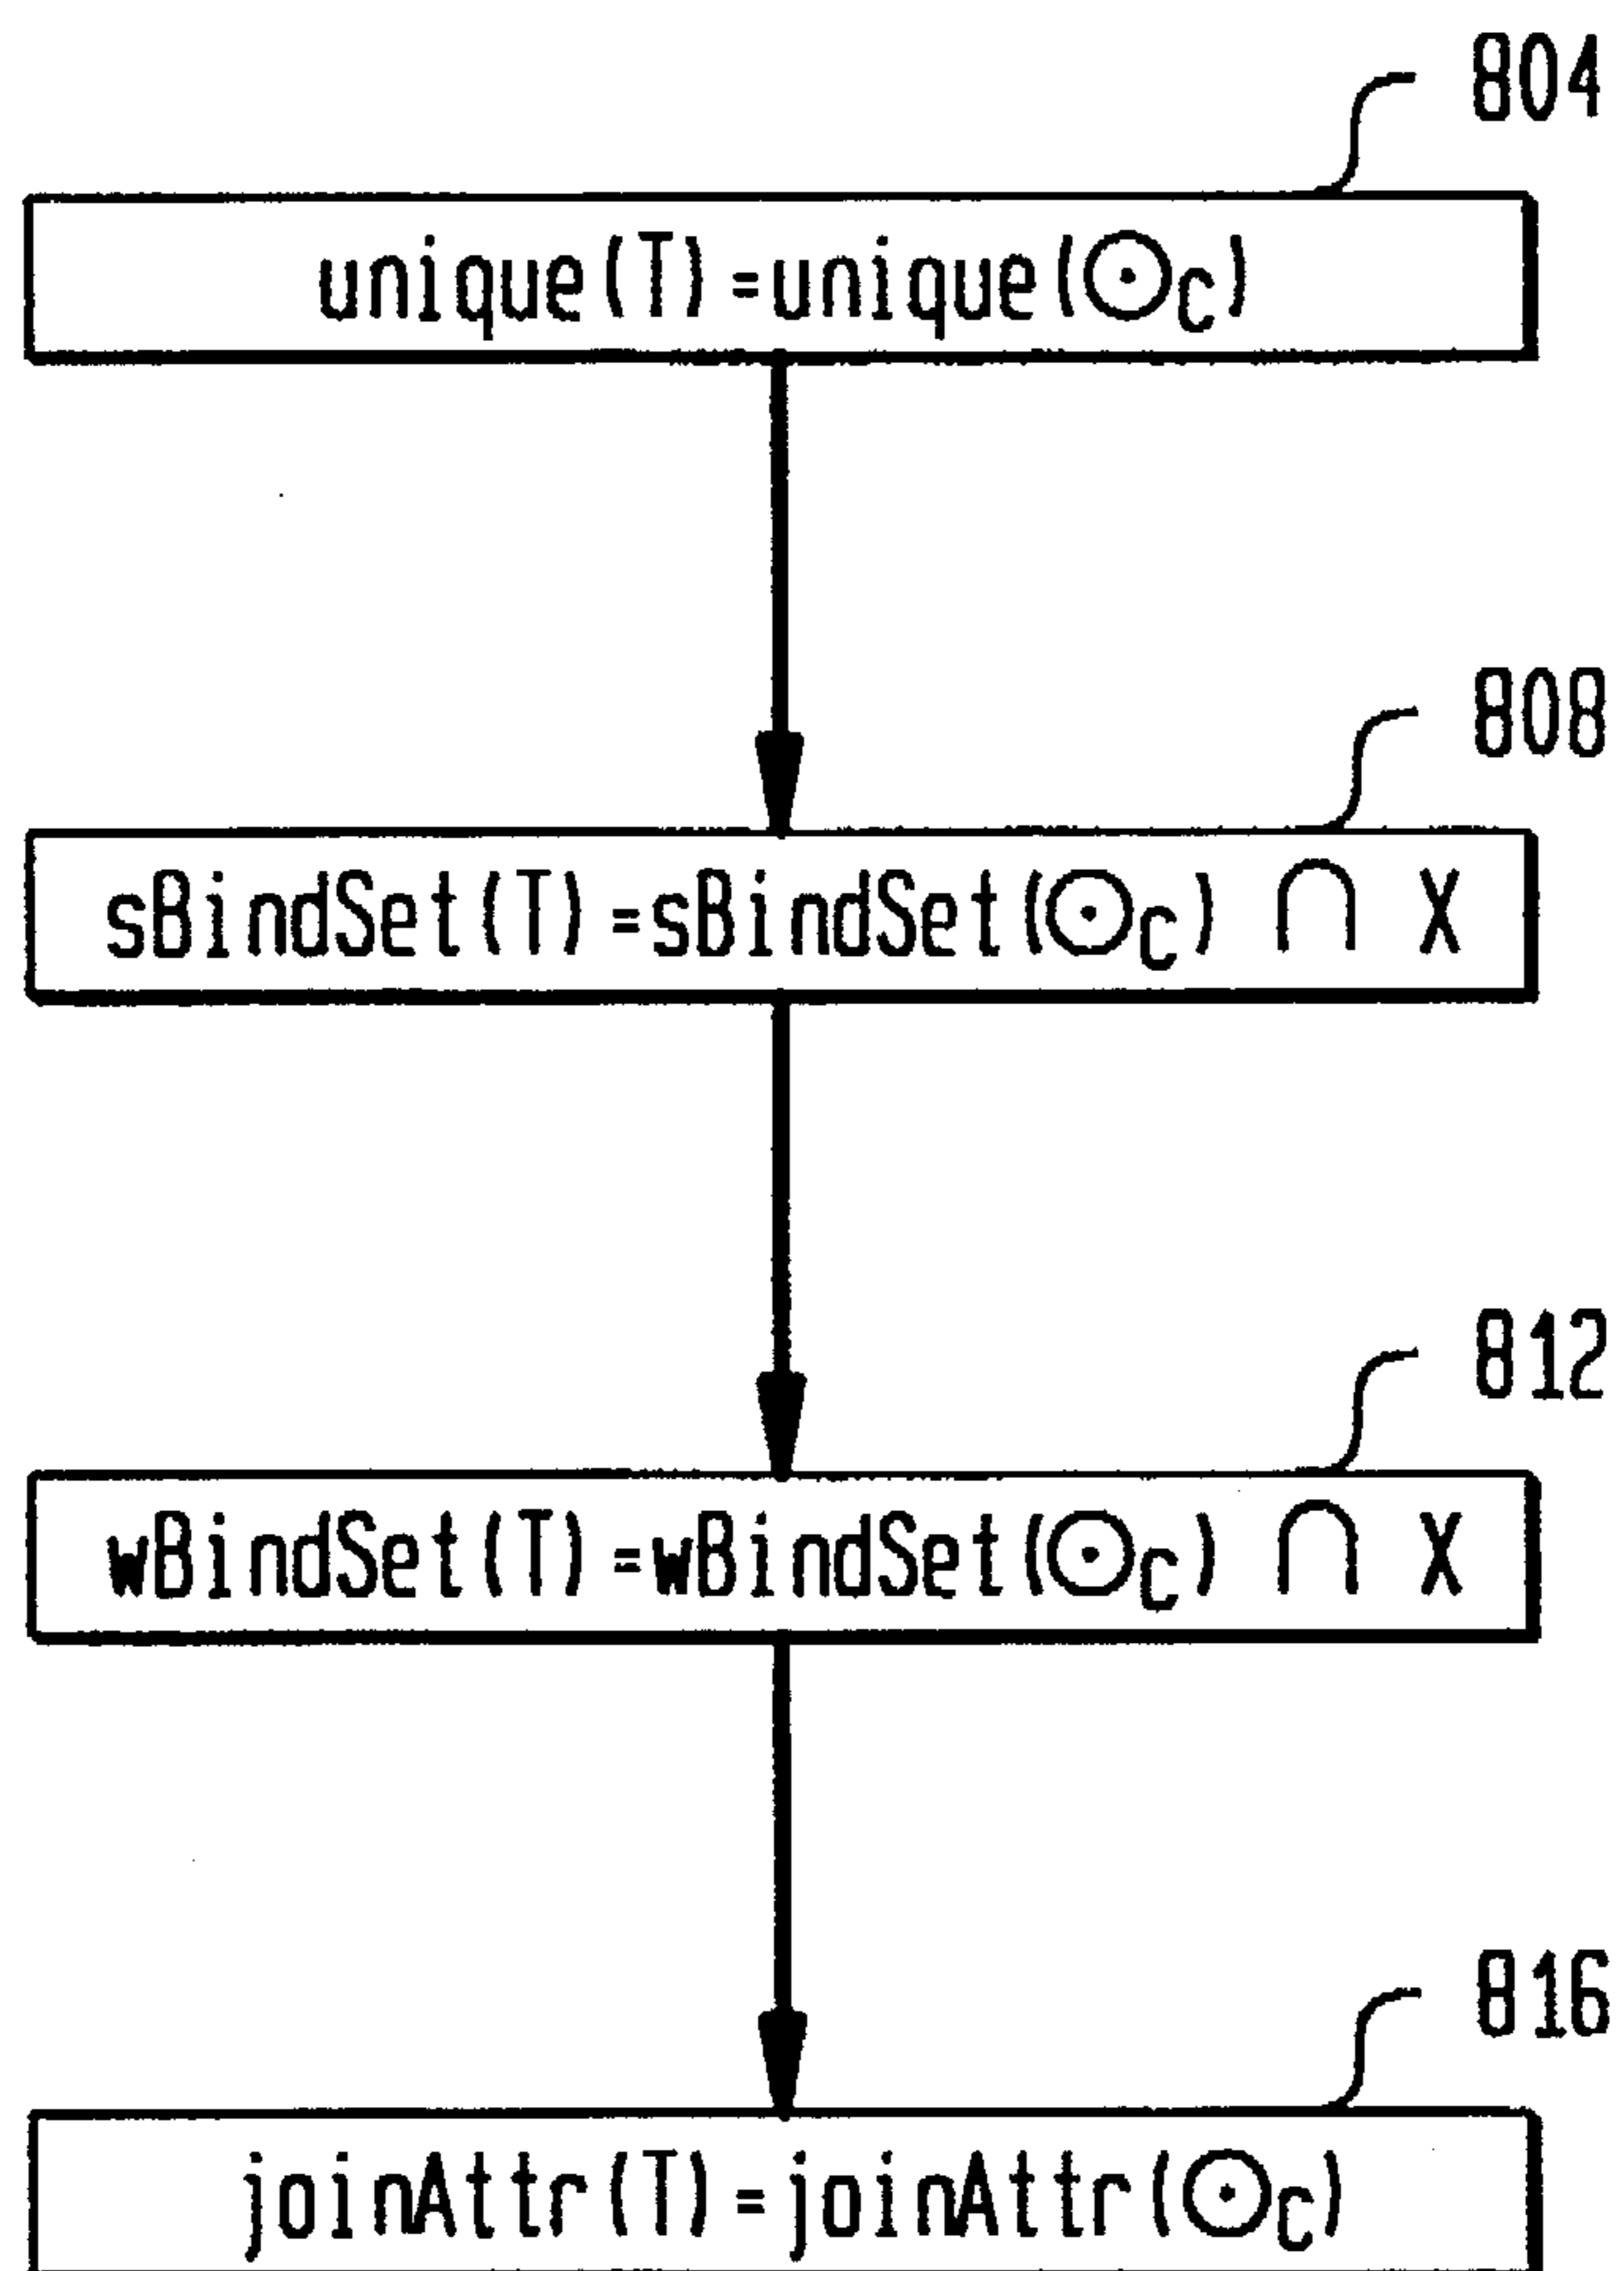 804
unique(T)=unique(⊙C)
808
sBindSet(T)=sBindSet(⊙C) ∩ X
812
wBindSet(T)=wBindSet(⊙C) ∩ X
816
joinAttr(T)=joinAttr(⊙C)